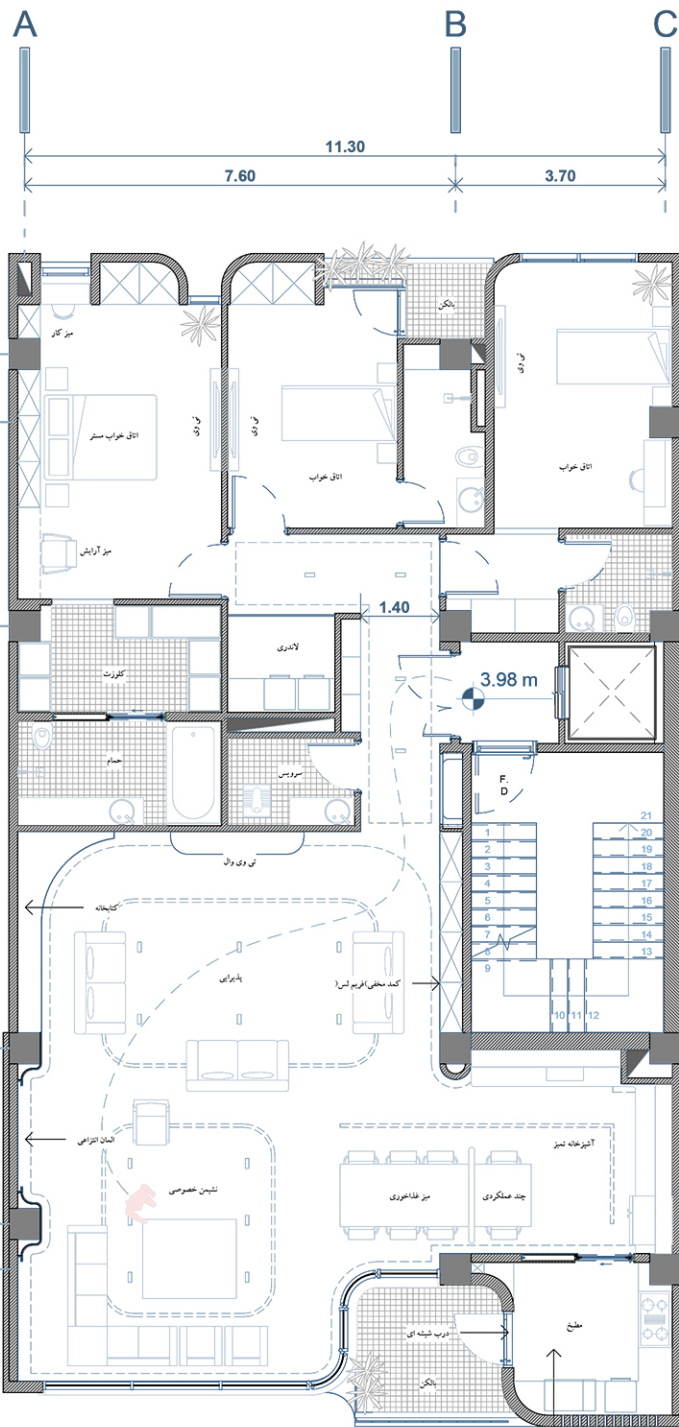 A B C
11.30
7.60 3.70
بالکن
میز کار
تی وی
تی وی
تی وی
اتاق خواب مستر
اتاق خواب
اتاق خواب
میز آرایش
1.40
لاندری
کلوزت
3.98 m
حمام
سرویس
F.
D
تی وی وال
کتابخانه
پذیرایی
کمد مخفی)فریم لس(
1
2
3
4
5
6
7
8
9
10 11 12
21
20
19
18
17
16
15
14
13
المان انتزاعی
آشپزخانه تمیز
نشیمن خصوصی
میز غذاخوری
چند عملکردی
درب شیشه ای
مطبخ
بالکن